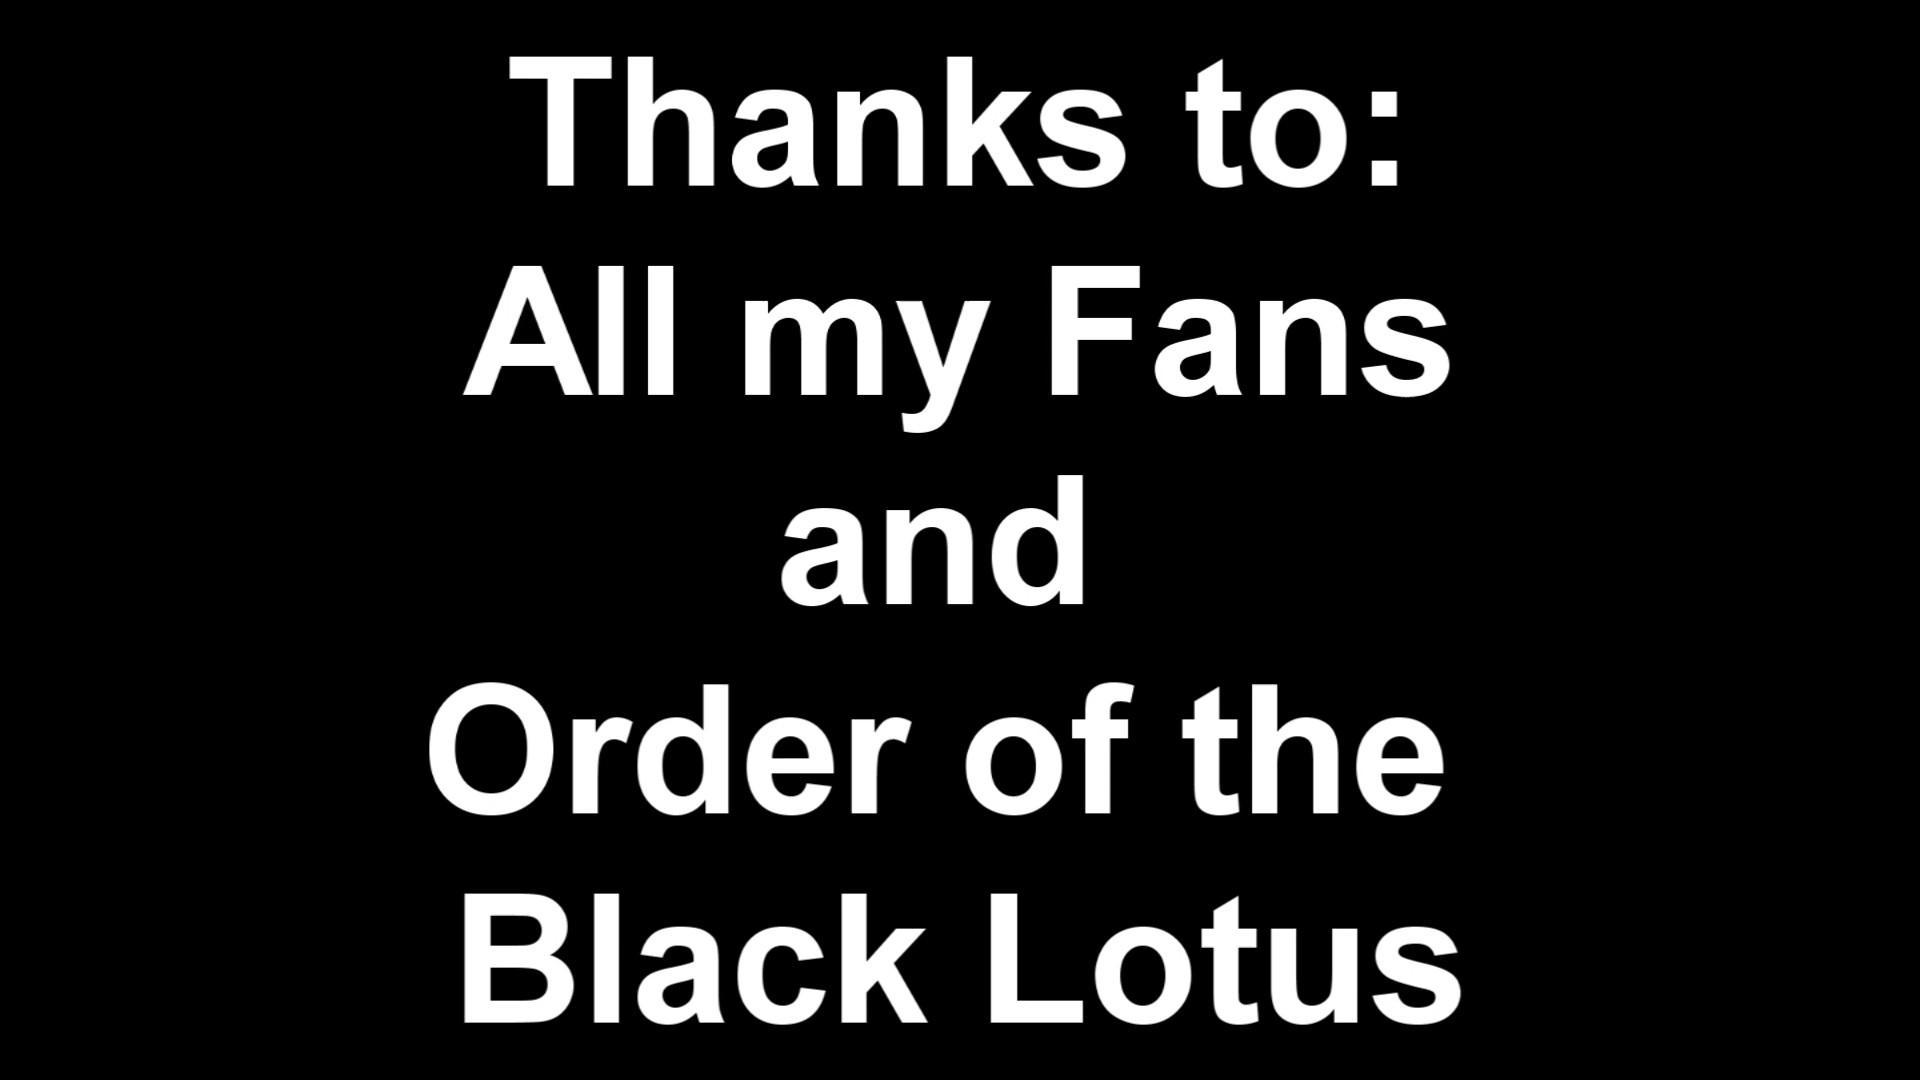 Thanks to:
All my Fans
and
Order of the
Black Lotus